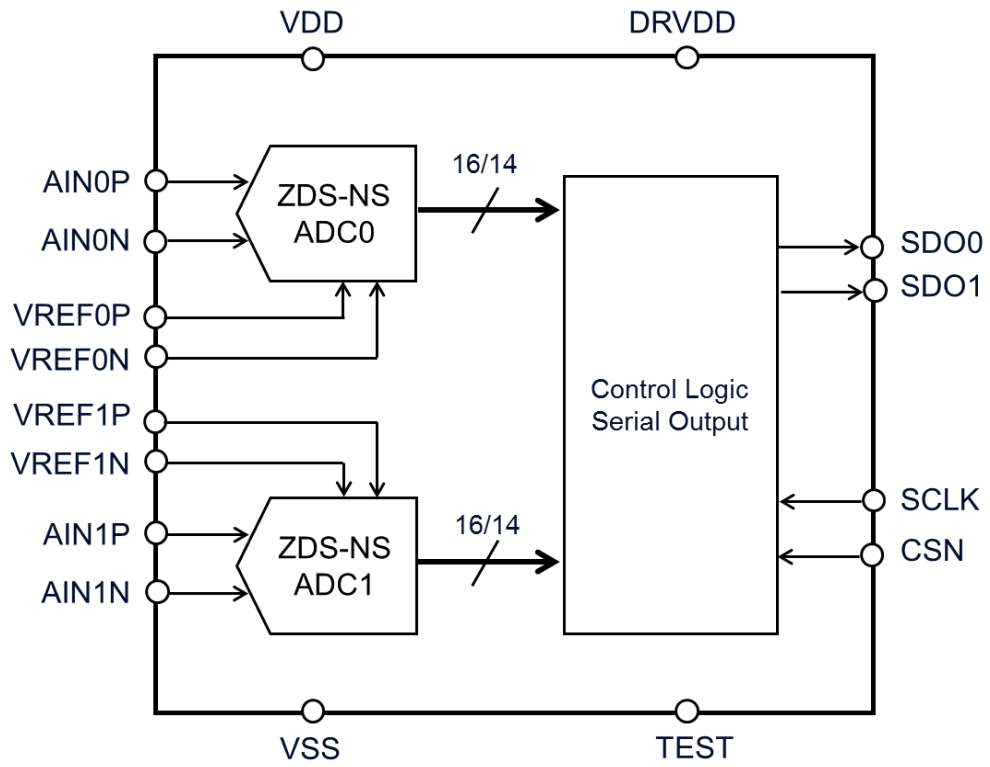 VDD
DRVDD
AIN0P
AIN0N
VREF0P
VREF0N
VREF1P
VREF1N
AIN1P
AIN1N
ZDS-NS
ADC0
16/14
ZDS-NS
ADC1
16/14
Control Logic
Serial Output
SDO0
SDO1
SCLK
CSN
VSS
TEST